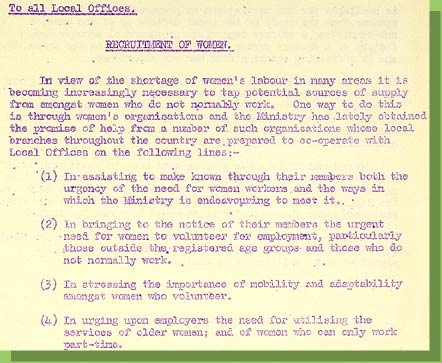 To all Local Offices.
RECRUITMENT OF WOMEN.
In view of the shortage of women's labour in many areas it is
becoming increasingly necessary to tap potential sources of supply
from amongst women who do not normally work. One way to do this
is through women's organisations and the Ministry has lately obtained
the promise of help from a number of such organisations whose local
branches throughout the country are prepared to co-operate with
Local Offices on the following lines:-
(1) In assisting to make known through their members both the
urgency of the need for women workers and the ways in
which the Ministry is endeavouring to meet it.
(2) In bringing to the notice of their members the urgent
need for women to volunteer for employment, particularly
those outside the registered age groups and those who do
not normally work.
(3) In stressing the importance of mobility and adaptability
amongst women who volunteer.
(4) In urging upon employers the need for utilising the
services of older women; and of women who can only work
part-time.